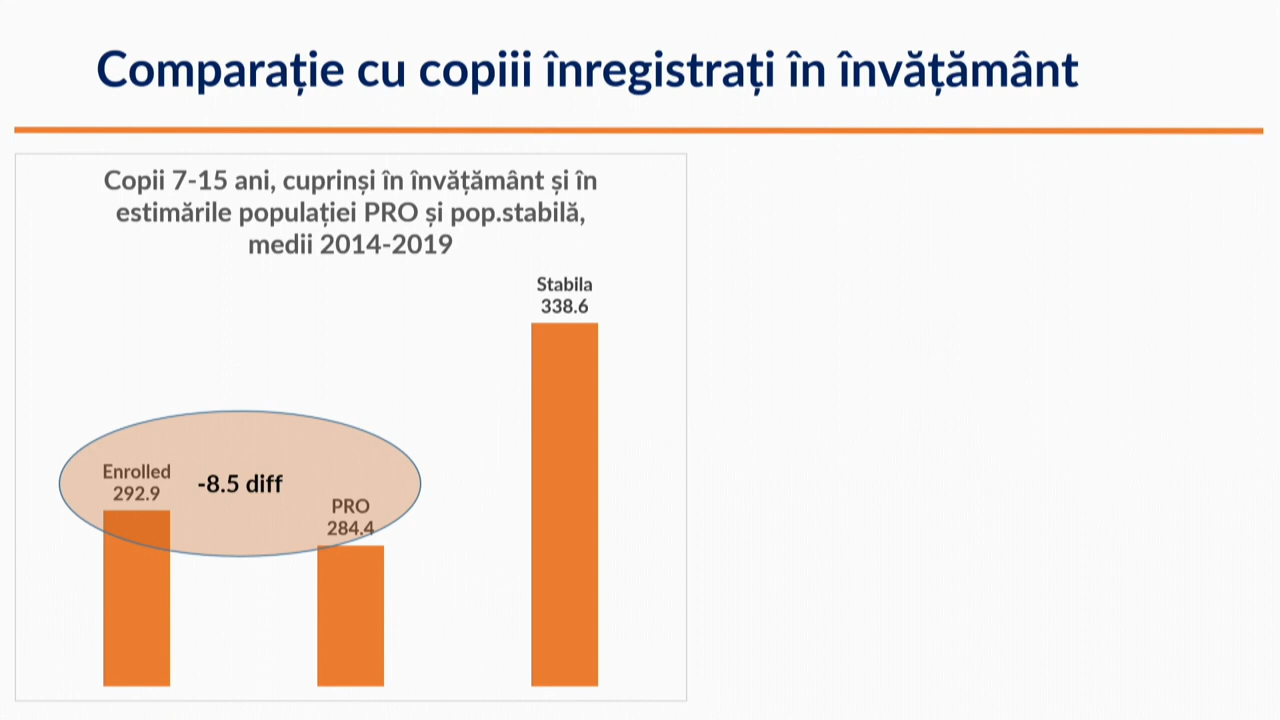 Comparație cu copiii înregistrați în învățământ
Copii 7-15 ani, cuprinși în învățământ și în
estimările populației PRO și pop.stabilă,
medii 2014-2019
Stabila
338.6
Enrolled
292.9
-8.5 diff
PRO
284.4